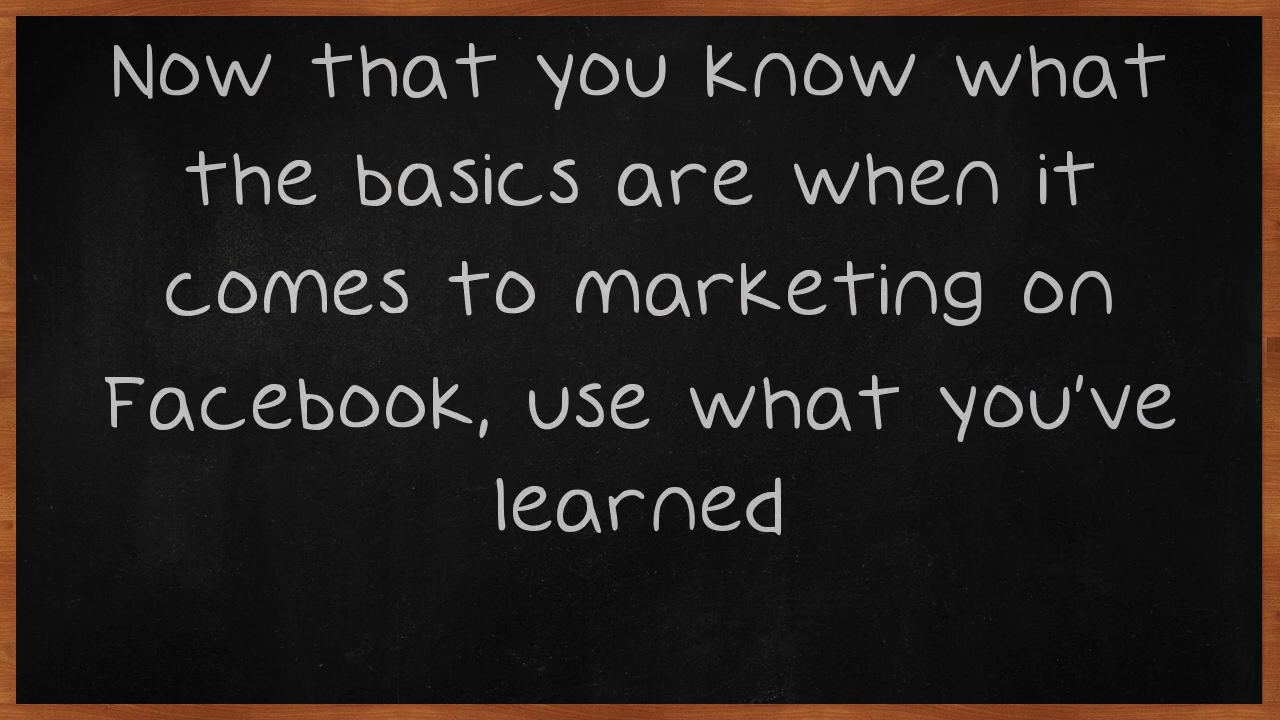 Now that you know what
the basics are when it
comes to marketing on
Facebook, use what you've
learned